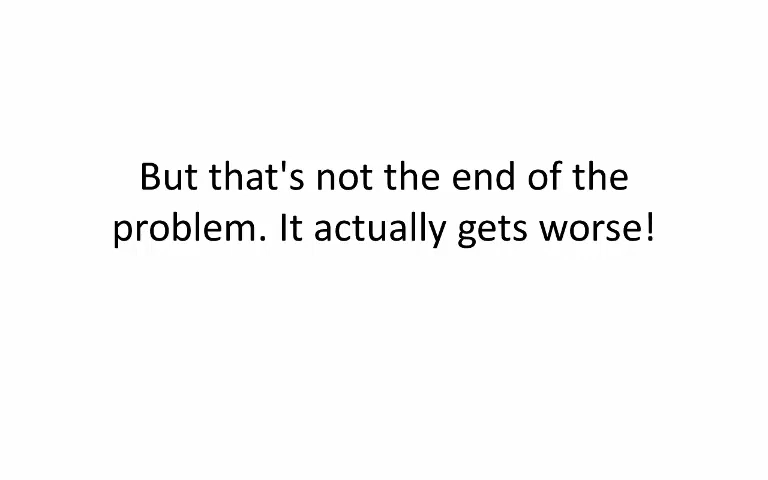 But that's not the end of the
problem. It actually gets worse!